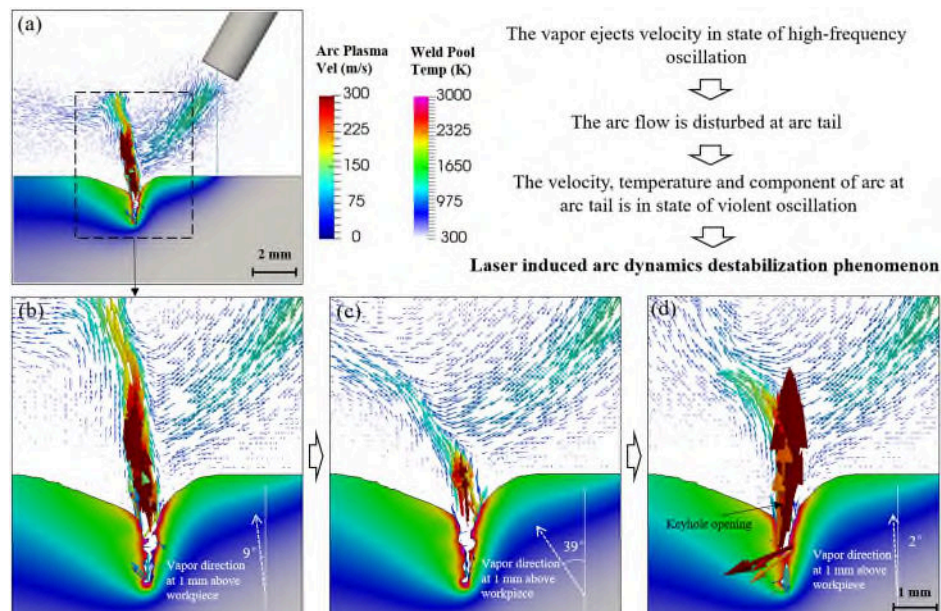 (a)
Arc Plasma
Vel (m/s)
300
225
150
75
0
Weld Pool
Temp (K)
3000
2325
1650
975
300
2 mm
The vapor ejects velocity in state of high-frequency
oscillation
The arc flow is disturbed at arc tail
The velocity, temperature and component of arc at
arc tail is in state of violent oscillation
Laser induced arc dynamics destabilization phenomenon
(b)
9°
Vapor direction
at 1 mm above
workpiece
(c)
39°
Vapor direction
at 1 mm above
workpiece
(d)
Keyhole opening
2°
Vapor direction
at 1 mm above
workpiece
1 mm